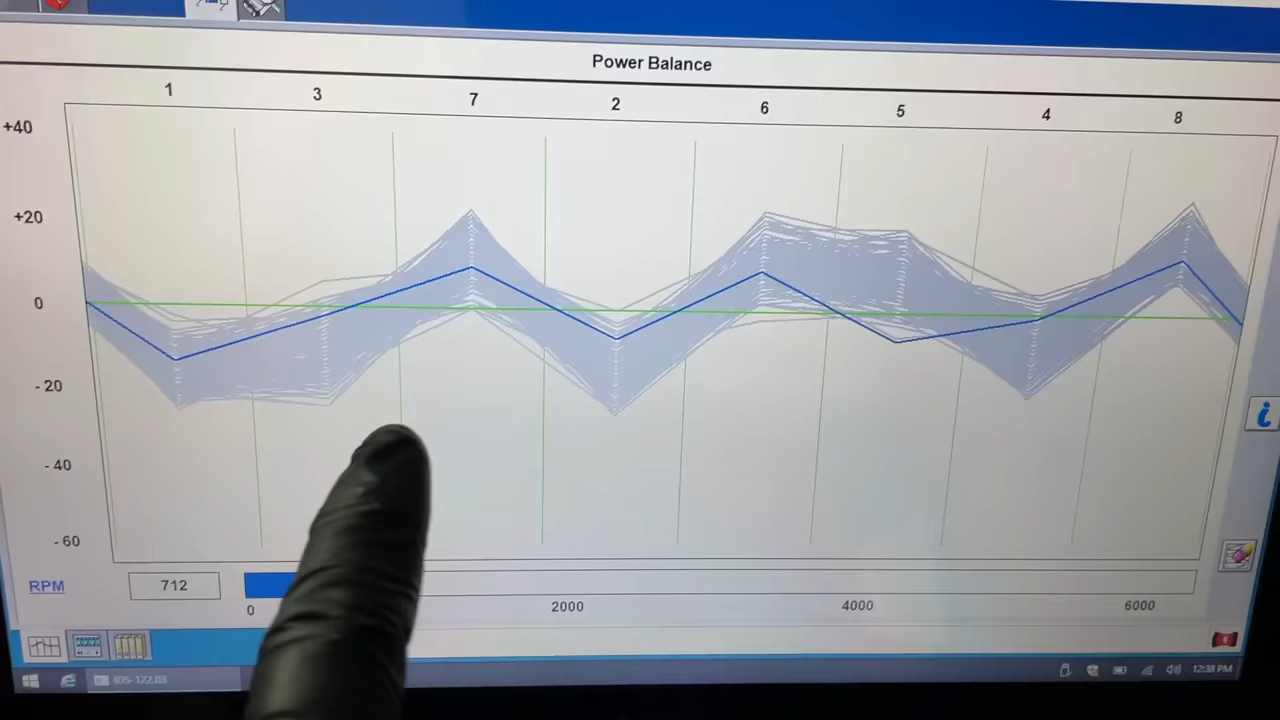 Power Balance
1 3 7 2 6 5 4 8
+40
+20
0
- 20
- 40
- 60
RPM 712
0 2000 4000 6000
IDS-122.03
12:38 PM